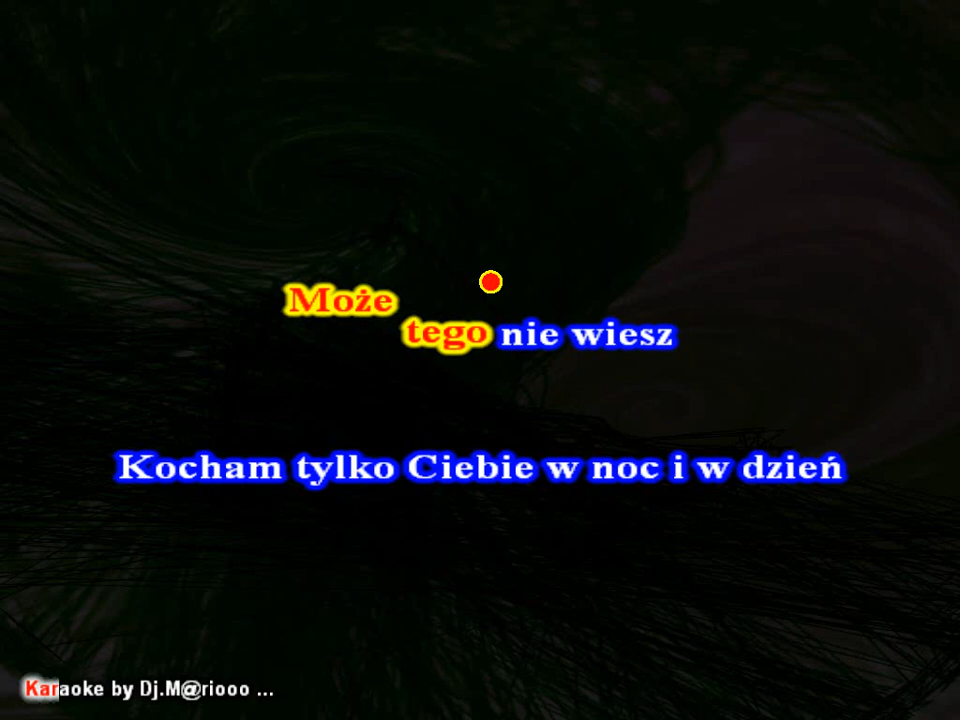 Może tego nie wiesz
Kocham tylko Ciebie w noc i w dzień
Karaoke by Dj.M@riooo ...